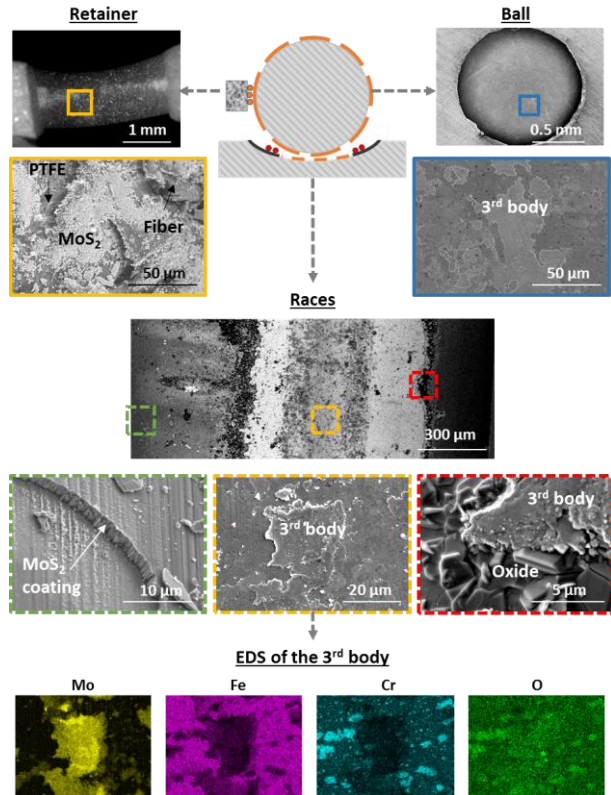 Retainer
Ball
1 mm
0.5 mm
PTFE
MoS2
Fiber
50 µm
3rd body
50 µm
Races
300 µm
MoS2
coating
10 µm
3rd body
20 µm
3rd body
Oxide
5 µm
EDS of the 3rd body
Mo
Fe
Cr
O